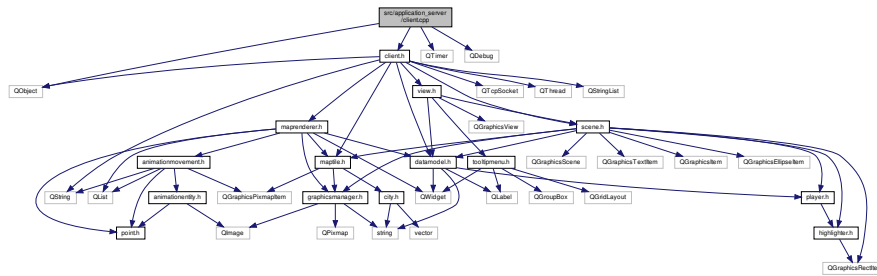 src/application_server
/client.cpp
client.h
QTimer
QDebug
QObject
view.h
QTcpSocket
QThread
QStringList
maprenderer.h
QGraphicsView
scene.h
animationmovement.h
maptile.h
datamodel.h
tooltipmenu.h
QGraphicsScene
QGraphicsTextItem
QGraphicsItem
QGraphicsEllipseItem
QString
QList
animationentity.h
QGraphicsPixmapItem
graphicsmanager.h
city.h
QWidget
QLabel
QGroupBox
QGridLayout
player.h
point.h
QImage
QPixmap
string
vector
highlighter.h
QGraphicsRectIte